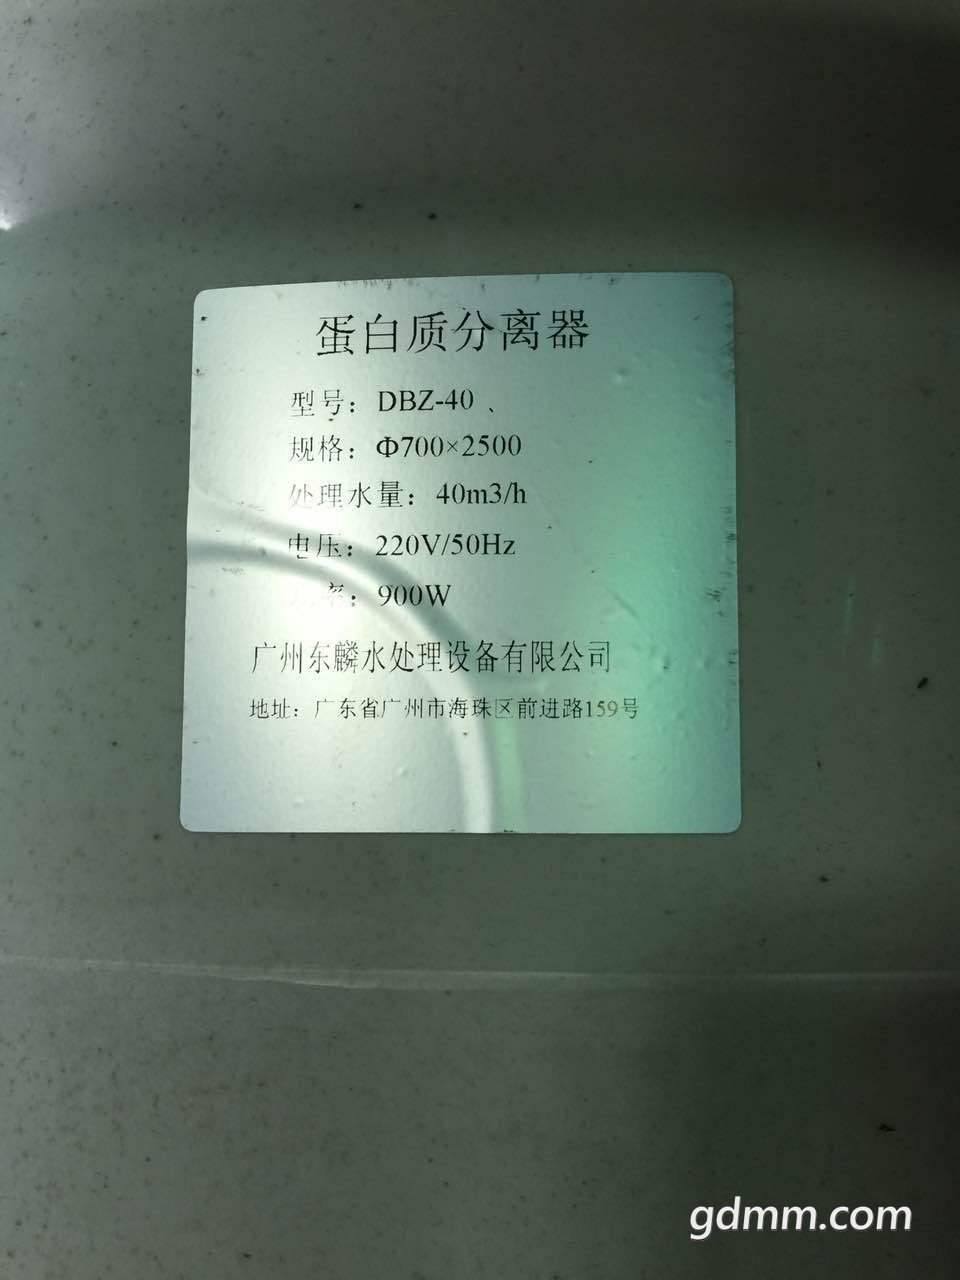 蛋白质分离器
型号：DBZ-40 、
规格：Φ700×2500
处理水量：40m3/h
电压：220V/50Hz
率：900W
广州东麟水处理设备有限公司
地址：广东省广州市海珠区前进路159号
gdmm.com